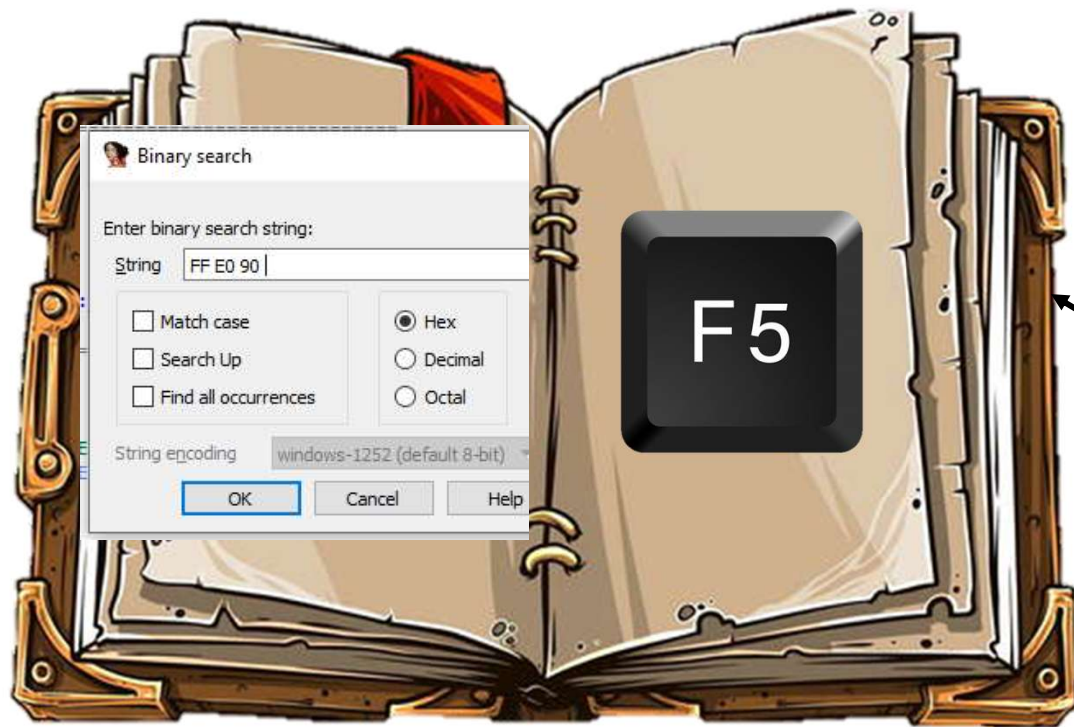 Binary search
Enter binary search string:
String FF E0 90
Match case
Hex
Search Up
Decimal
Find all occurrences
Octal
String encoding windows-1252 (default 8-bit)
OK Cancel Help
F5